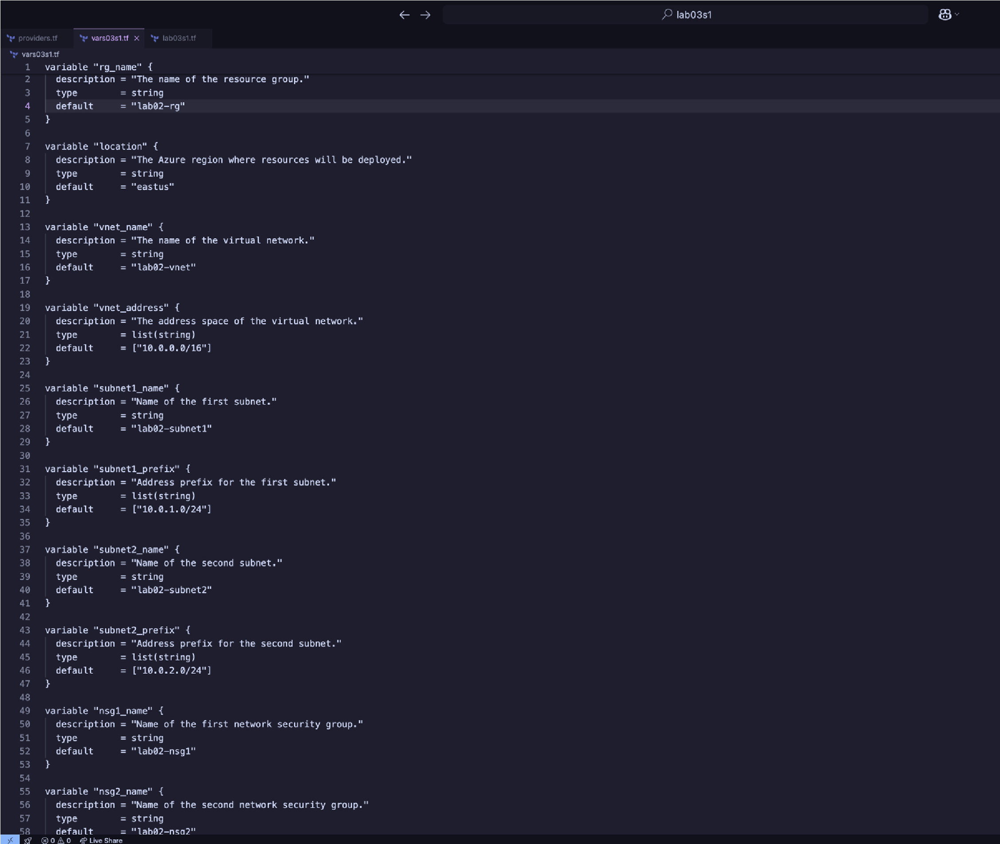 lab03s1
providers.tf vars03s1.tf lab03s1.tf
vars03s1.tf
1 variable "rg_name" {
2 description = "The name of the resource group."
3 type = string
4 default = "lab02-rg"
5 }
6
7 variable "location" {
8 description = "The Azure region where resources will be deployed."
9 type = string
10 default = "eastus"
11 }
12
13 variable "vnet_name" {
14 description = "The name of the virtual network."
15 type = string
16 default = "lab02-vnet"
17 }
18
19 variable "vnet_address" {
20 description = "The address space of the virtual network."
21 type = list(string)
22 default = ["10.0.0.0/16"]
23 }
24
25 variable "subnet1_name" {
26 description = "Name of the first subnet."
27 type = string
28 default = "lab02-subnet1"
29 }
30
31 variable "subnet1_prefix" {
32 description = "Address prefix for the first subnet."
33 type = list(string)
34 default = ["10.0.1.0/24"]
35 }
36
37 variable "subnet2_name" {
38 description = "Name of the second subnet."
39 type = string
40 default = "lab02-subnet2"
41 }
42
43 variable "subnet2_prefix" {
44 description = "Address prefix for the second subnet."
45 type = list(string)
46 default = ["10.0.2.0/24"]
47 }
48
49 variable "nsg1_name" {
50 description = "Name of the first network security group."
51 type = string
52 default = "lab02-nsg1"
53 }
54
55 variable "nsg2_name" {
56 description = "Name of the second network security group."
57 type = string
58 default = "lab02-nsg2"
0 0 Live Share